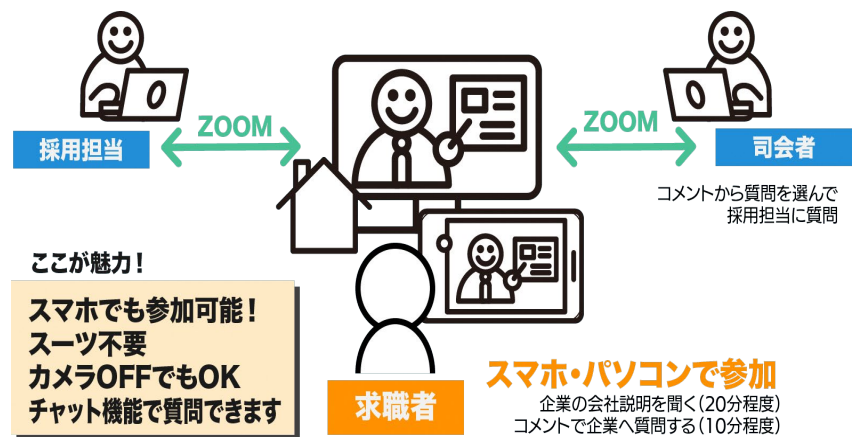 ZOOM
ZOOM
採用担当
司会者
コメントから質問を選んで
採用担当に質問
ここが魅力！
スマホでも参加可能！
スーツ不要
カメラOFFでもOK
チャット機能で質問できます
求職者
スマホ・パソコンで参加
企業の会社説明を聞く（20分程度）
コメントで企業へ質問する（10分程度）